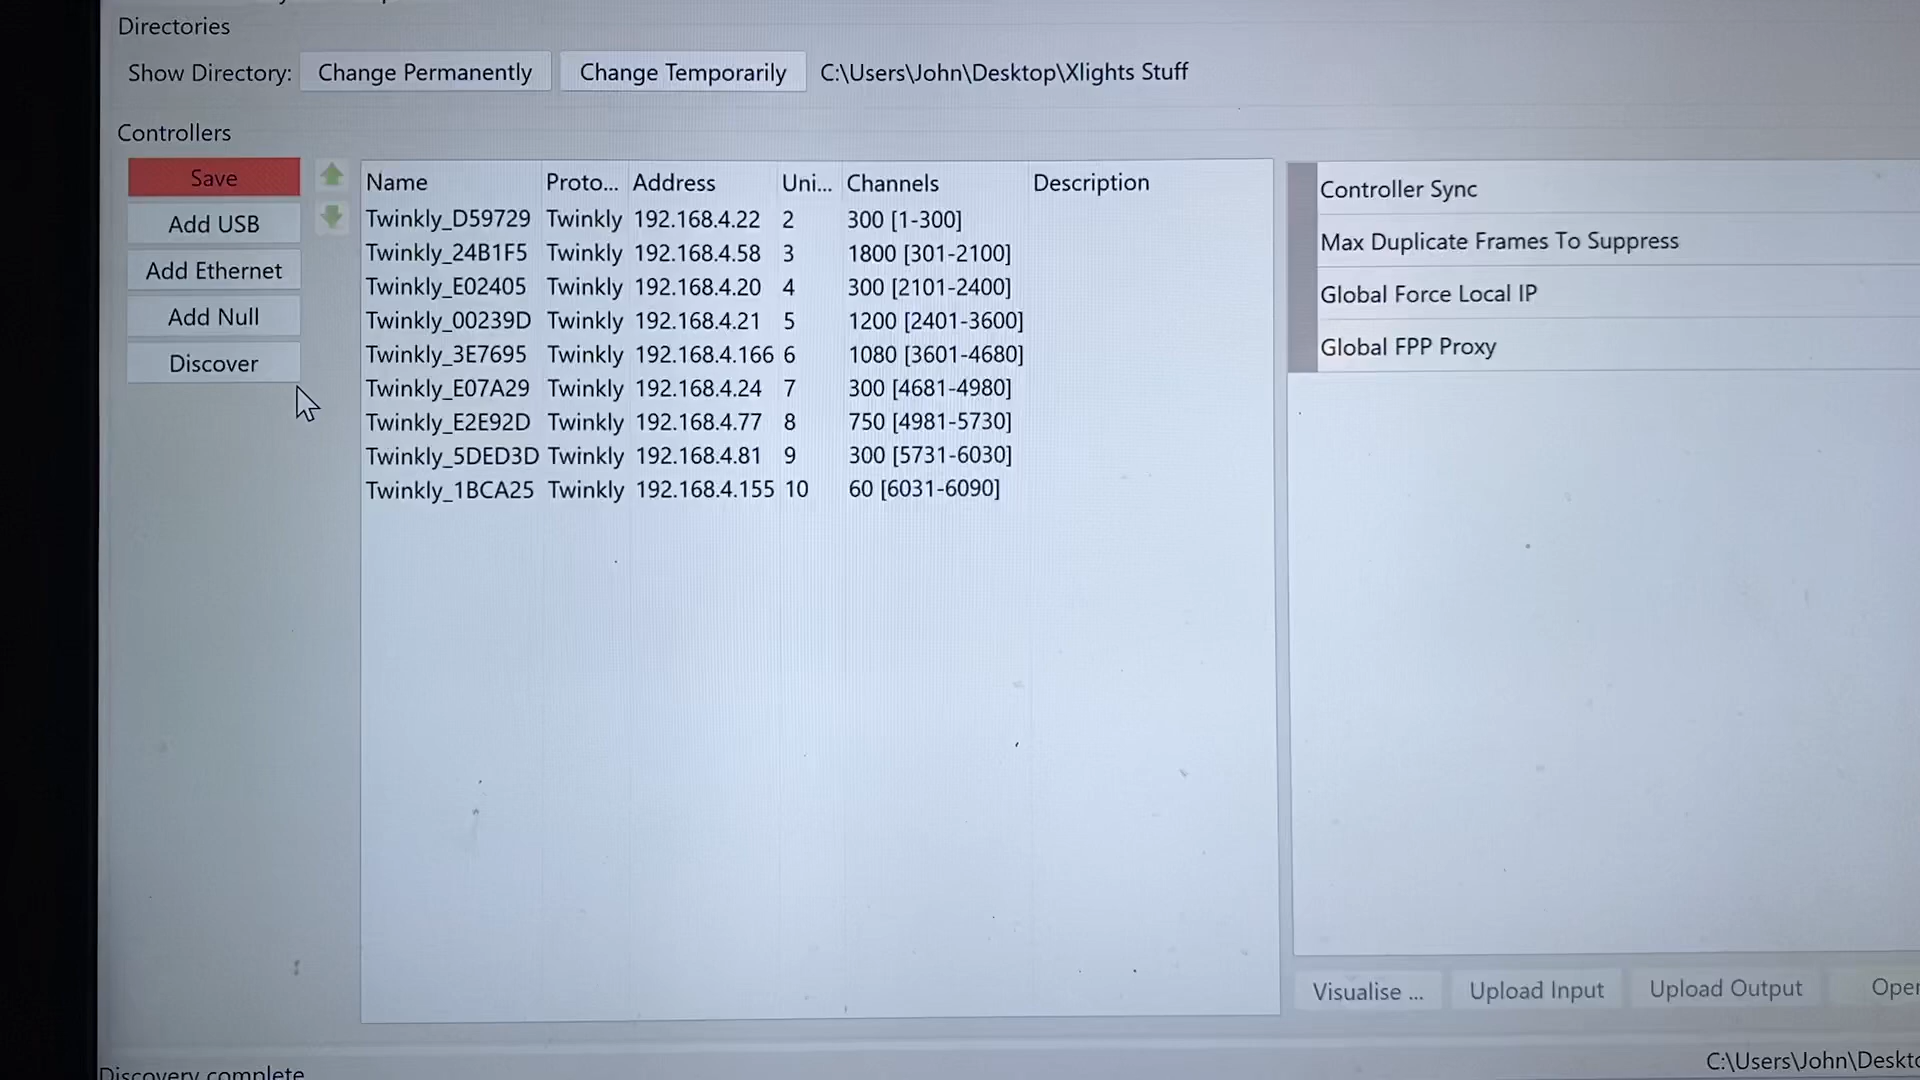 Directories
Show Directory: Change Permanently Change Temporarily C:\Users\John\Desktop\Xlights Stuff
Controllers
Save
Add USB
Add Ethernet
Add Null
Discover
Name Proto... Address Uni... Channels Description
Twinkly_D59729 Twinkly 192.168.4.22 2 300 [1-300]
Twinkly_24B1F5 Twinkly 192.168.4.58 3 1800 [301-2100]
Twinkly_E02405 Twinkly 192.168.4.20 4 300 [2101-2400]
Twinkly_00239D Twinkly 192.168.4.21 5 1200 [2401-3600]
Twinkly_3E7695 Twinkly 192.168.4.166 6 1080 [3601-4680]
Twinkly_E07A29 Twinkly 192.168.4.24 7 300 [4681-4980]
Twinkly_E2E92D Twinkly 192.168.4.77 8 750 [4981-5730]
Twinkly_5DED3D Twinkly 192.168.4.81 9 300 [5731-6030]
Twinkly_1BCA25 Twinkly 192.168.4.155 10 60 [6031-6090]
Controller Sync
Max Duplicate Frames To Suppress
Global Force Local IP
Global FPP Proxy
Visualise ... Upload Input Upload Output Oper
Discovery complete
C:\Users\John\Deskto